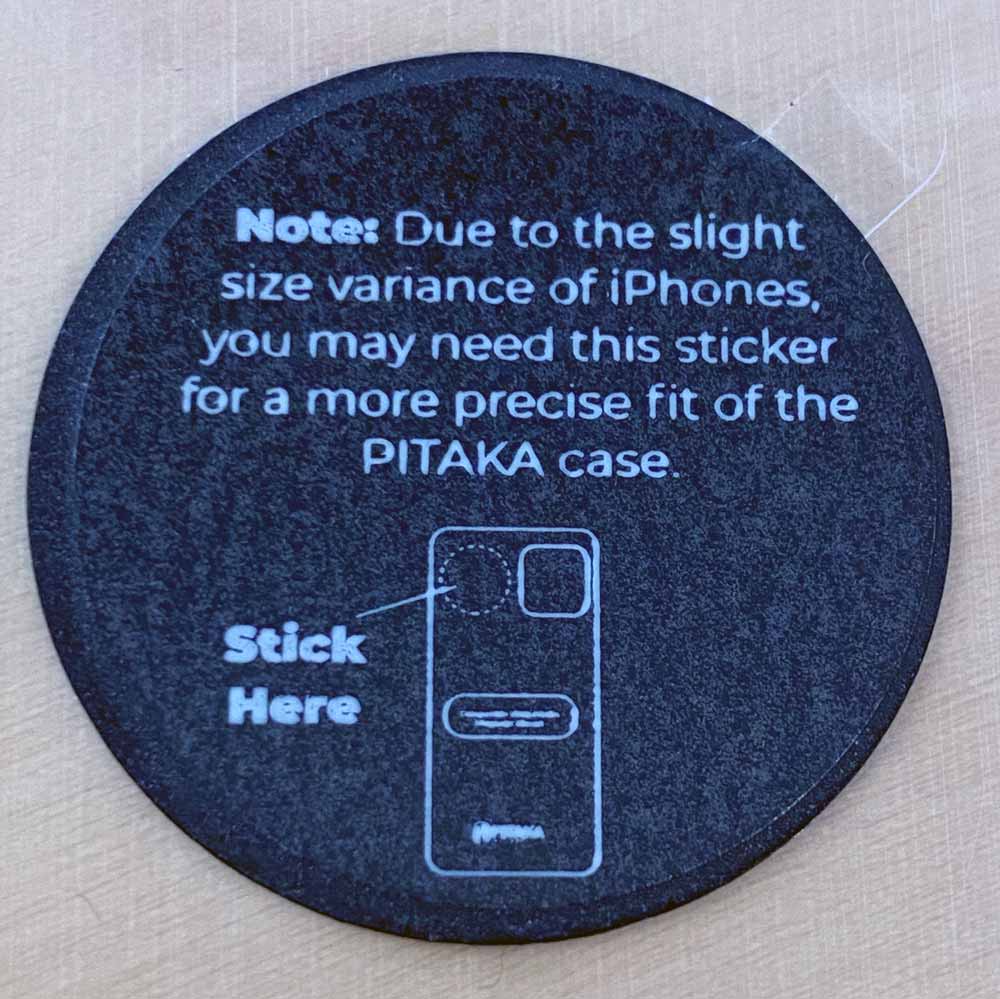 Note: Due to the slight
size variance of iPhones,
you may need this sticker
for a more precise fit of the
PITAKA case.
Stick
Here
PITAKA